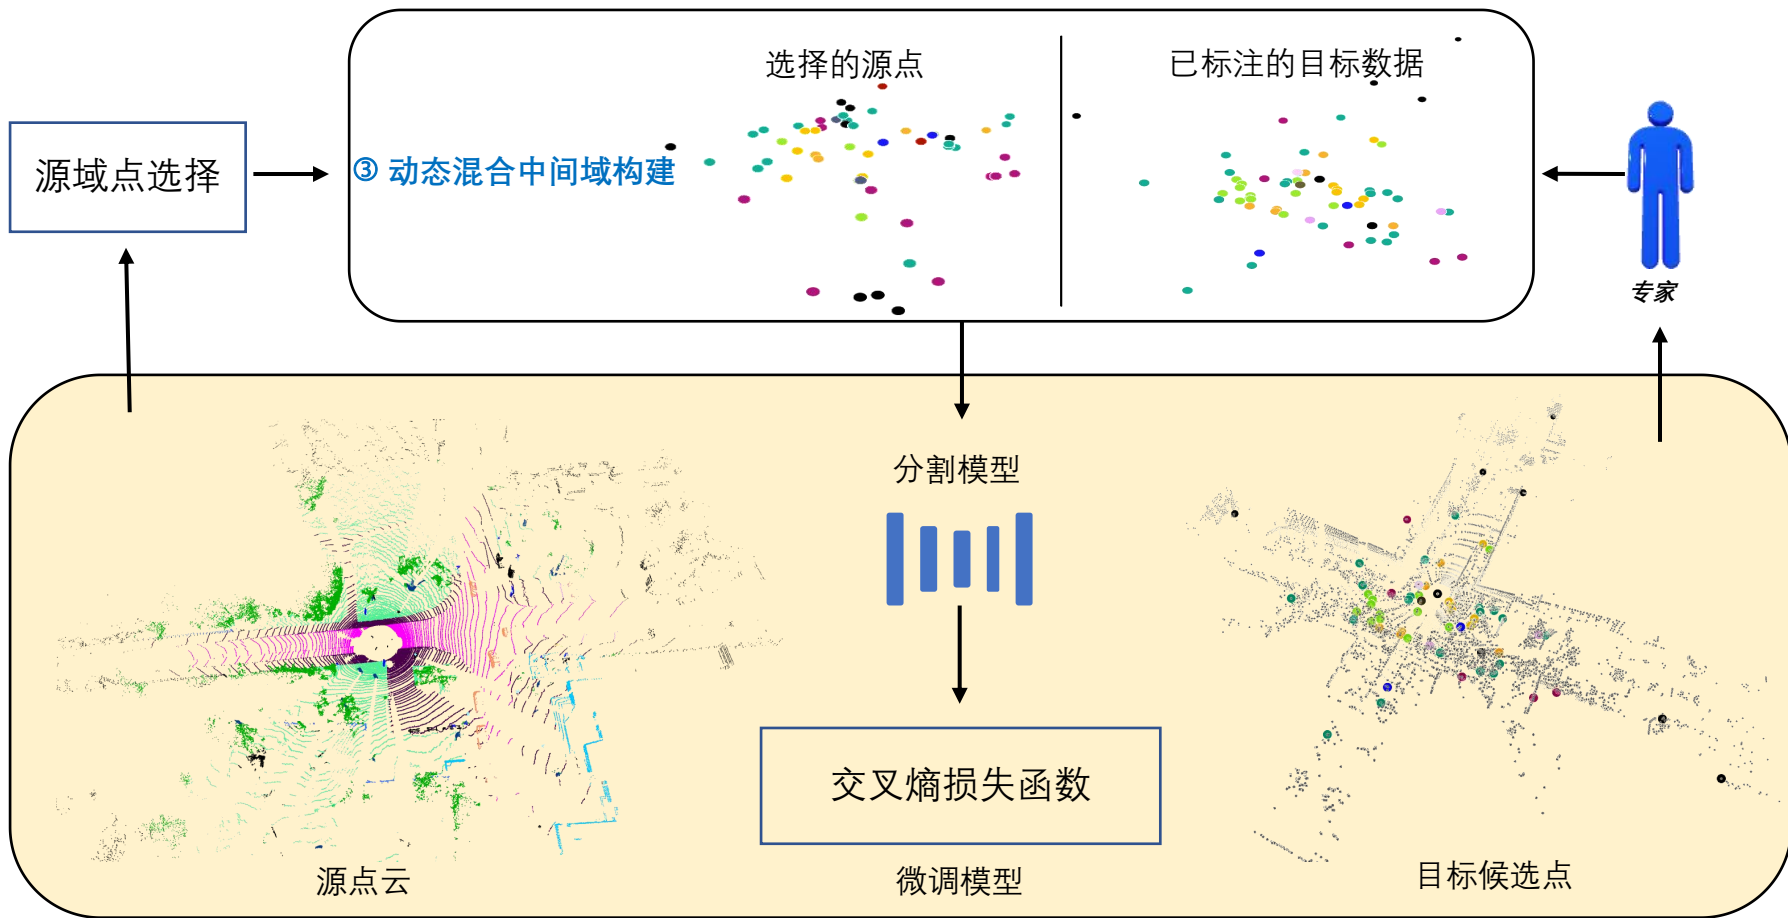 选择的源点
已标注的目标数据
源域点选择
③ 动态混合中间域构建
专家
分割模型
交叉熵损失函数
源点云
微调模型
目标候选点